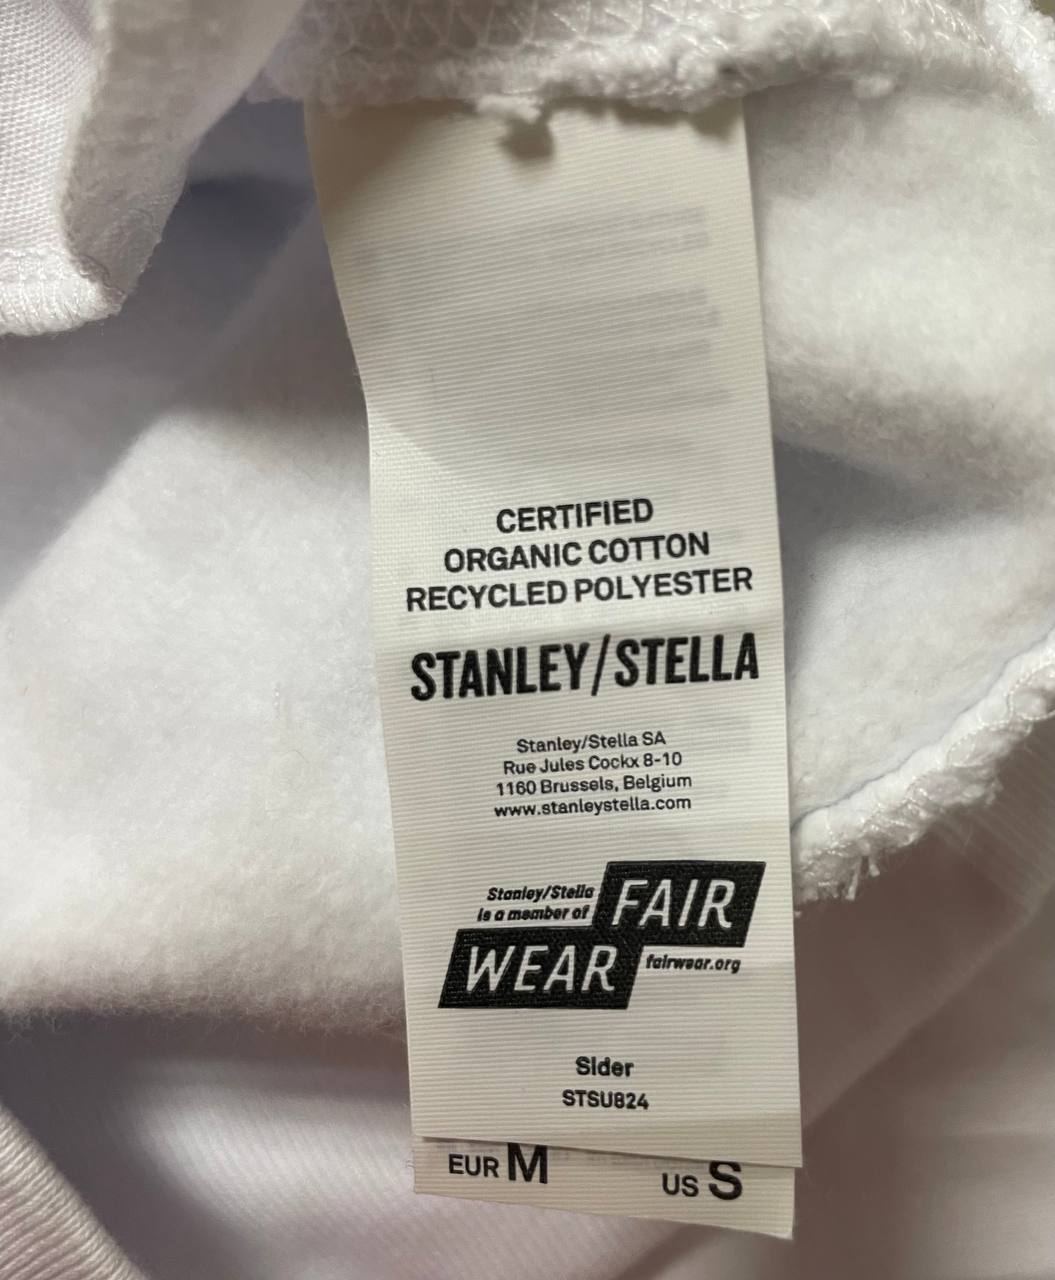 CERTIFIED
ORGANIC COTTON
RECYCLED POLYESTER
STANLEY/STELLA
Stanley/Stella SA
Rue Jules Cockx 8-10
1160 Brussels, Belgium
www.stanleystella.com
Stanley/Stella
is a member of
FAIR
WEAR
fairwear.org
Sider
STSU824
EUR M
US S